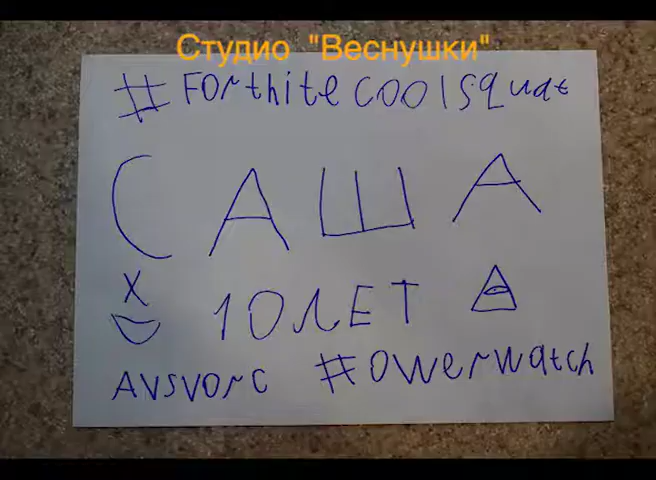 Студио "Веснушки"
#Forthite coolsquat
САША
Х 10 ЛЕТ
AVSVOrC #owerwatch